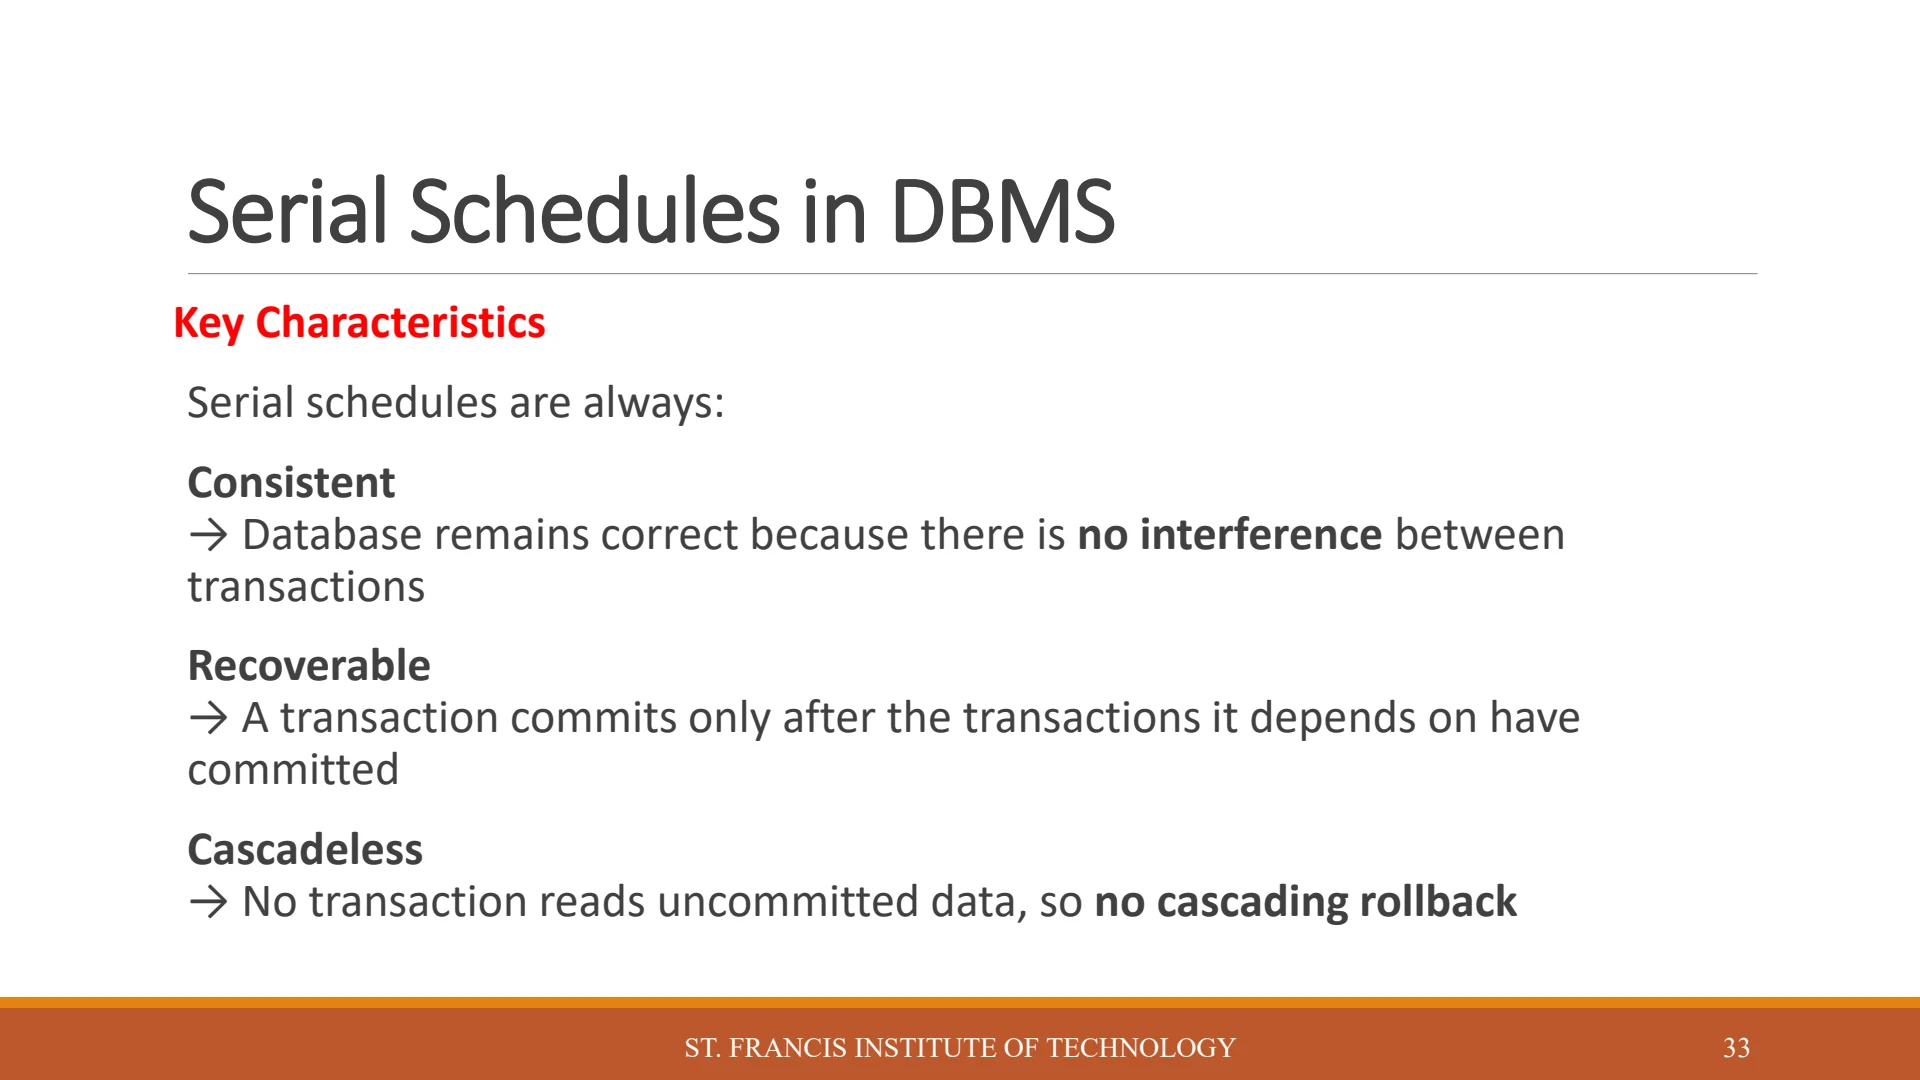 Serial Schedules in DBMS
Key Characteristics
Serial schedules are always:
Consistent
→ Database remains correct because there is no interference between
transactions
Recoverable
→ A transaction commits only after the transactions it depends on have
committed
Cascadeless
→ No transaction reads uncommitted data, so no cascading rollback
ST. FRANCIS INSTITUTE OF TECHNOLOGY
33